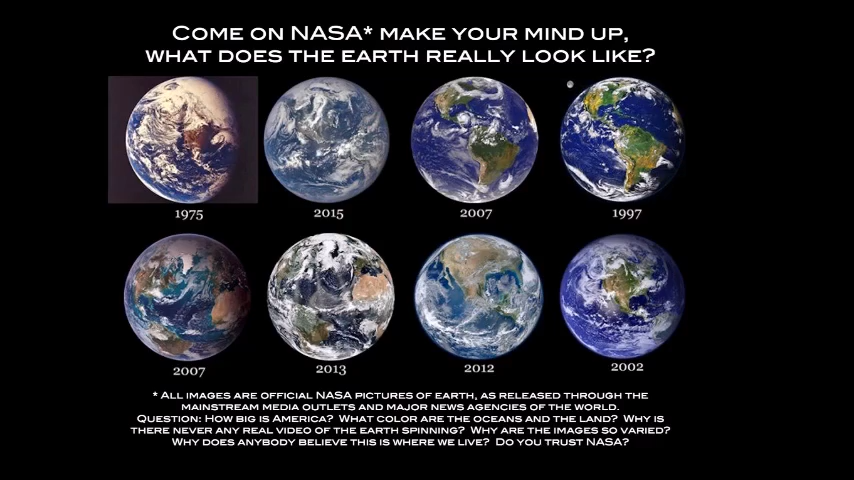 Come on NASA* make your mind up,
what does the earth really look like?
1975
2015
2007
1997
2007
2013
2012
2002
* All images are official NASA pictures of earth, as released through the
mainstream media outlets and major news agencies of the world.
Question: How big is America? What color are the oceans and the land? Why is
there never any real video of the earth spinning? Why are the images so varied?
Why does anybody believe this is where we live? Do you trust NASA?